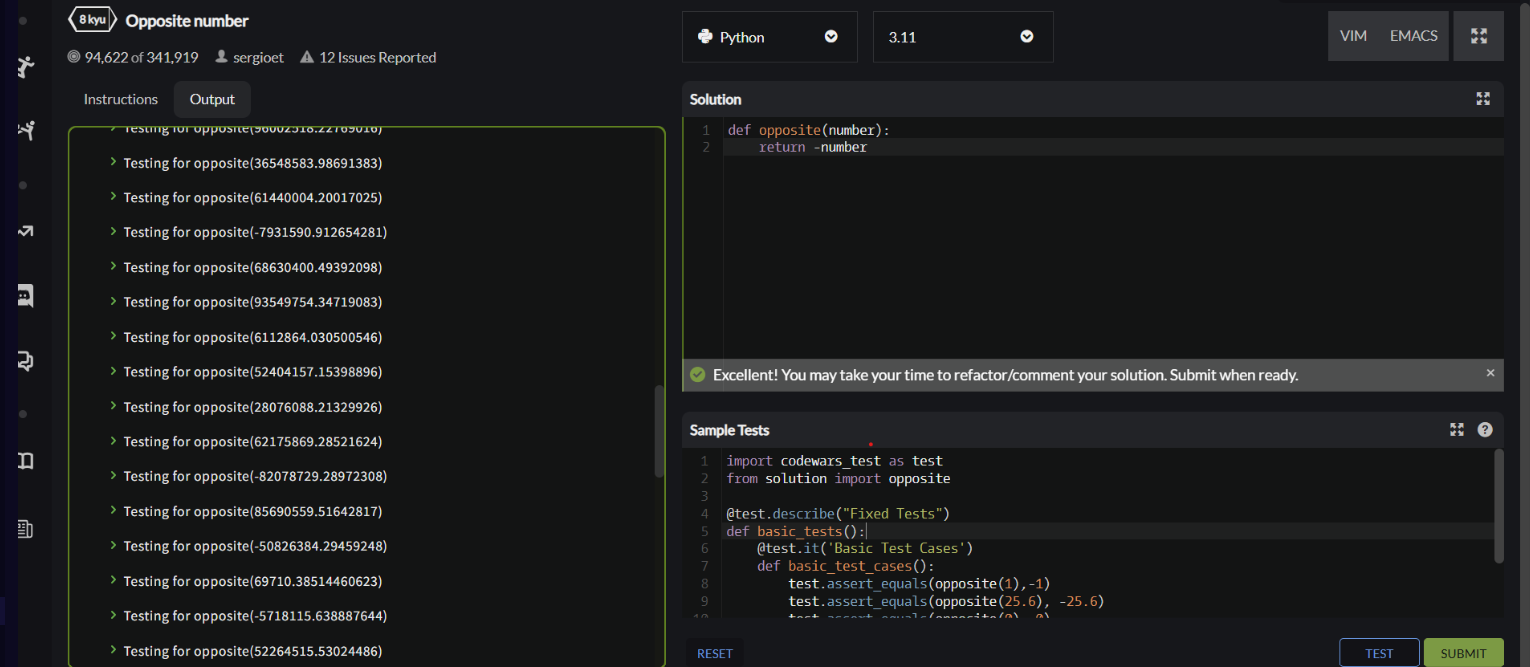 8 kyu Opposite number
94,622 of 341,919 sergioet 12 Issues Reported
Instructions Output
Testing for opposite(96002518.22769016)
Testing for opposite(36548583.98691383)
Testing for opposite(61440004.20017025)
Testing for opposite(-7931590.912654281)
Testing for opposite(68630400.49392098)
Testing for opposite(93549754.34719083)
Testing for opposite(6112864.030500546)
Testing for opposite(52404157.15398896)
Testing for opposite(28076088.21329926)
Testing for opposite(62175869.28521624)
Testing for opposite(-82078729.28972308)
Testing for opposite(85690559.51642817)
Testing for opposite(-50826384.29459248)
Testing for opposite(69710.38514460623)
Testing for opposite(-5718115.638887644)
Testing for opposite(52264515.53024486)
Python 3.11 VIM EMACS
Solution
1 def opposite(number):
2     return -number
Excellent! You may take your time to refactor/comment your solution. Submit when ready.
Sample Tests
1 import codewars_test as test
2 from solution import opposite
3
4 @test.describe("Fixed Tests")
5 def basic_tests():
6     @test.it('Basic Test Cases')
7     def basic_test_cases():
8         test.assert_equals(opposite(1),-1)
9         test.assert_equals(opposite(25.6), -25.6)
10         test.assert_equals(opposite(0), 0)
RESET TEST SUBMIT